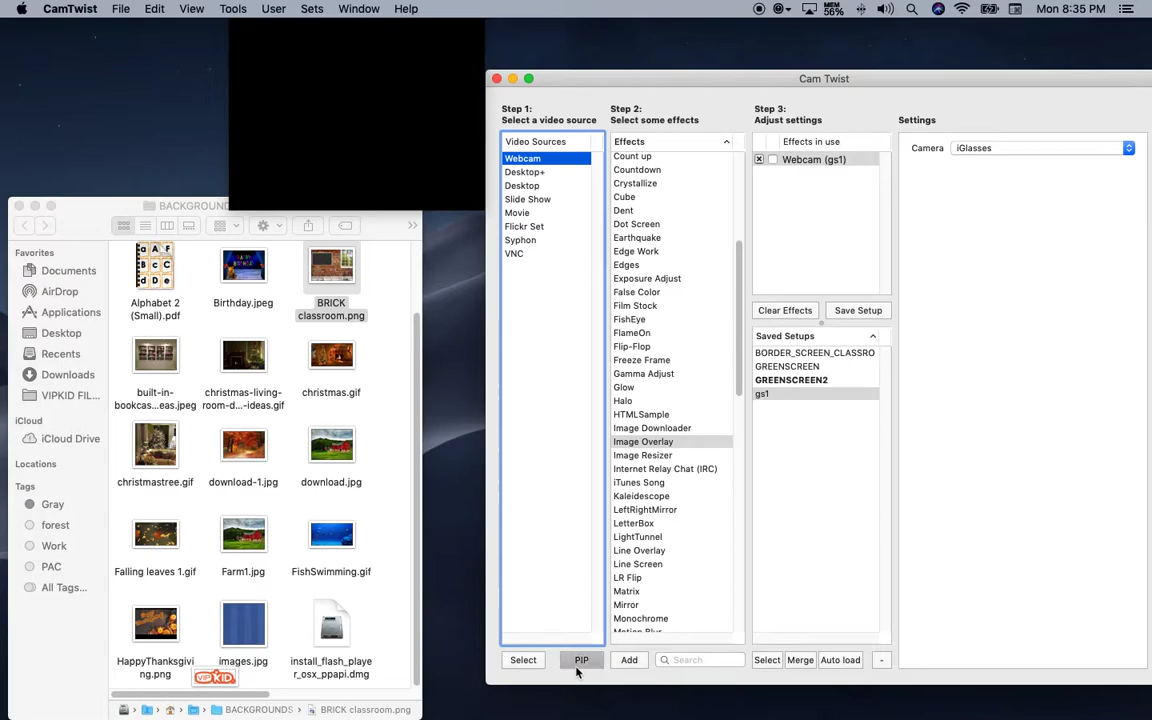 CamTwist File Edit View Tools User Sets Window Help MEM 56% Mon 8:35 PM
Cam Twist
Step 1:
Select a video source
Step 2:
Select some effects
Step 3:
Adjust settings
Settings
Video Sources
Webcam
Desktop+
Desktop
Slide Show
Movie
Flickr Set
Syphon
VNC
Select
PIP
Effects
Count up
Countdown
Crystallize
Cube
Dent
Dot Screen
Earthquake
Edge Work
Edges
Exposure Adjust
False Color
Film Stock
FishEye
FlameOn
Flip-Flop
Freeze Frame
Gamma Adjust
Glow
Halo
HTMLSample
Image Downloader
Image Overlay
Image Resizer
Internet Relay Chat (IRC)
iTunes Song
Kaleidescope
LeftRightMirror
LetterBox
LightTunnel
Line Overlay
Line Screen
LR Flip
Matrix
Mirror
Monochrome
Motion Blur
Add
Search
Effects in use
Webcam (gs1)
Clear Effects
Save Setup
Saved Setups
BORDER_SCREEN_CLASSRO
GREENSCREEN
GREENSCREEN2
gs1
Select
Merge
Auto load
-
Camera
iGlasses
BACKGROUND
Favorites
Documents
AirDrop
Applications
Desktop
Recents
Downloads
VIPKID FIL...
iCloud
iCloud Drive
Locations
Tags
Gray
forest
Work
PAC
All Tags...
a A F
B c C
d D e
Alphabet 2
(Small).pdf
Birthday.jpeg
BRICK
classroom.png
built-in-
bookcas...eas.jpeg
christmas-living-
room-d...-ideas.gif
christmas.gif
christmastree.gif
download-1.jpg
download.jpg
Falling leaves 1.gif
Farm1.jpg
FishSwimming.gif
HappyThanksgivi
ng.png
images.jpg
install_flash_playe
r_osx_ppapi.dmg
VIPKID
BACKGROUNDS
BRICK classroom.png